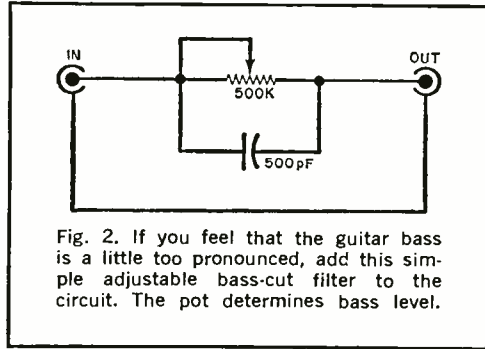 IN
OUT
500K
500pF
Fig. 2. If you feel that the guitar bass
is a little too pronounced, add this sim-
ple adjustable bass-cut filter to the
circuit. The pot determines bass level.